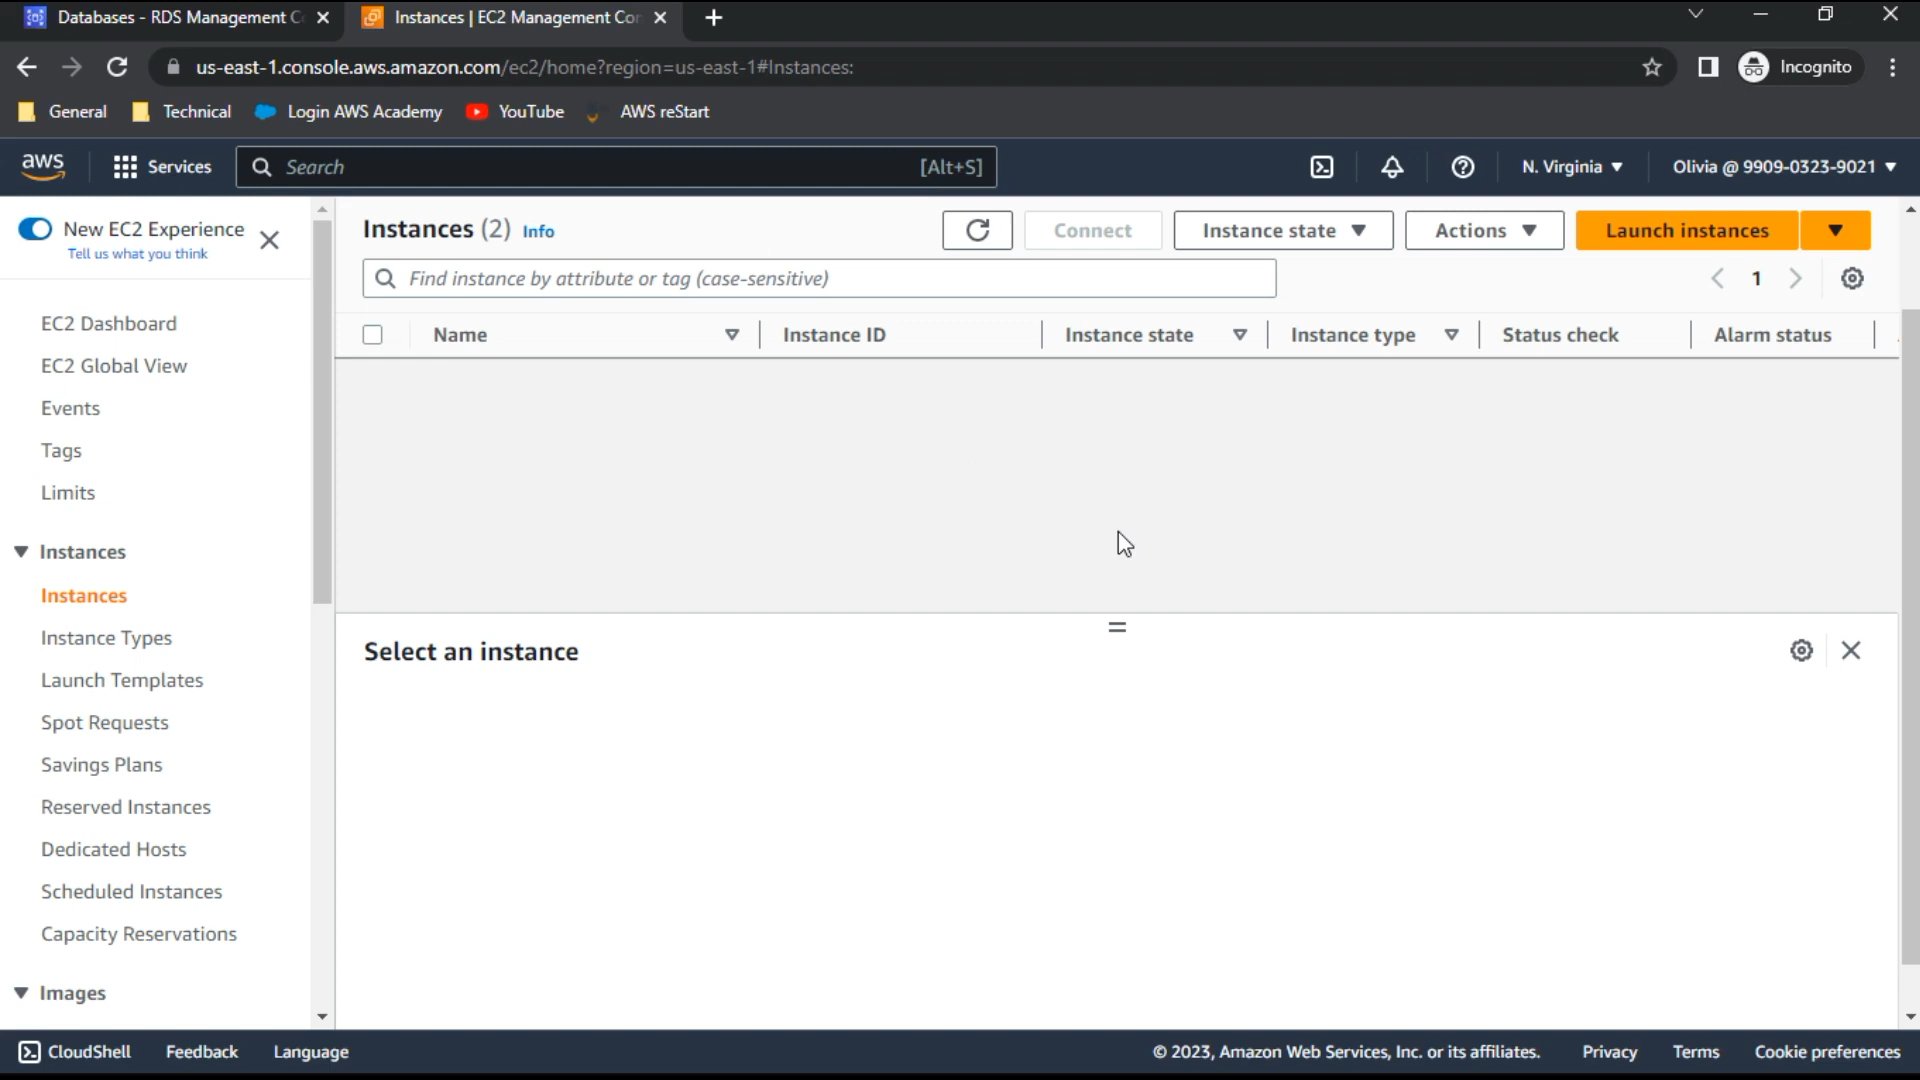 Databases - RDS Management C
Instances | EC2 Management Con
us-east-1.console.aws.amazon.com/ec2/home?region=us-east-1#Instances:
Incognito
General
Technical
Login AWS Academy
YouTube
AWS reStart
aws
Services
Search
[Alt+S]
N. Virginia
Olivia @ 9909-0323-9021
New EC2 Experience
Tell us what you think
EC2 Dashboard
EC2 Global View
Events
Tags
Limits
Instances
Instances
Instance Types
Launch Templates
Spot Requests
Savings Plans
Reserved Instances
Dedicated Hosts
Scheduled Instances
Capacity Reservations
Images
Instances (2) Info
Connect
Instance state
Actions
Launch instances
Find instance by attribute or tag (case-sensitive)
1
Name
Instance ID
Instance state
Instance type
Status check
Alarm status
Select an instance
CloudShell
Feedback
Language
© 2023, Amazon Web Services, Inc. or its affiliates.
Privacy
Terms
Cookie preferences